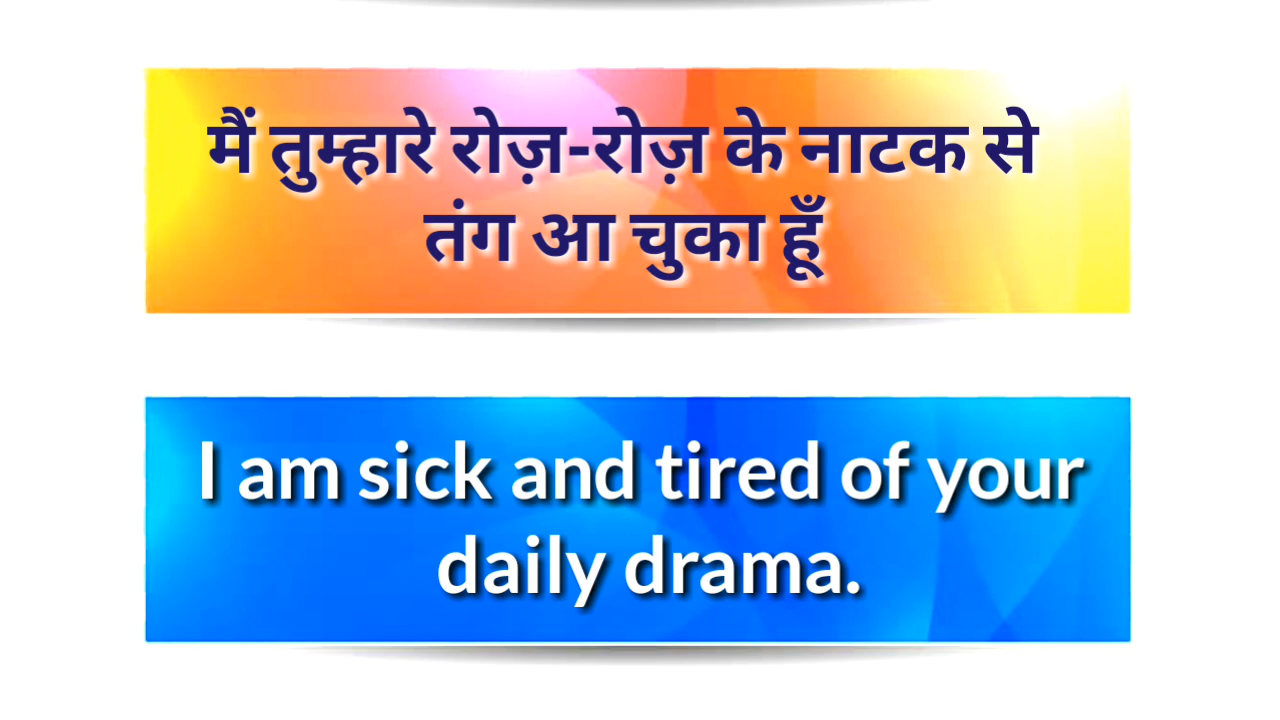 मैं तुम्हारे रोज़-रोज़ के नाटक से
तंग आ चुका हूँ
I am sick and tired of your
daily drama.